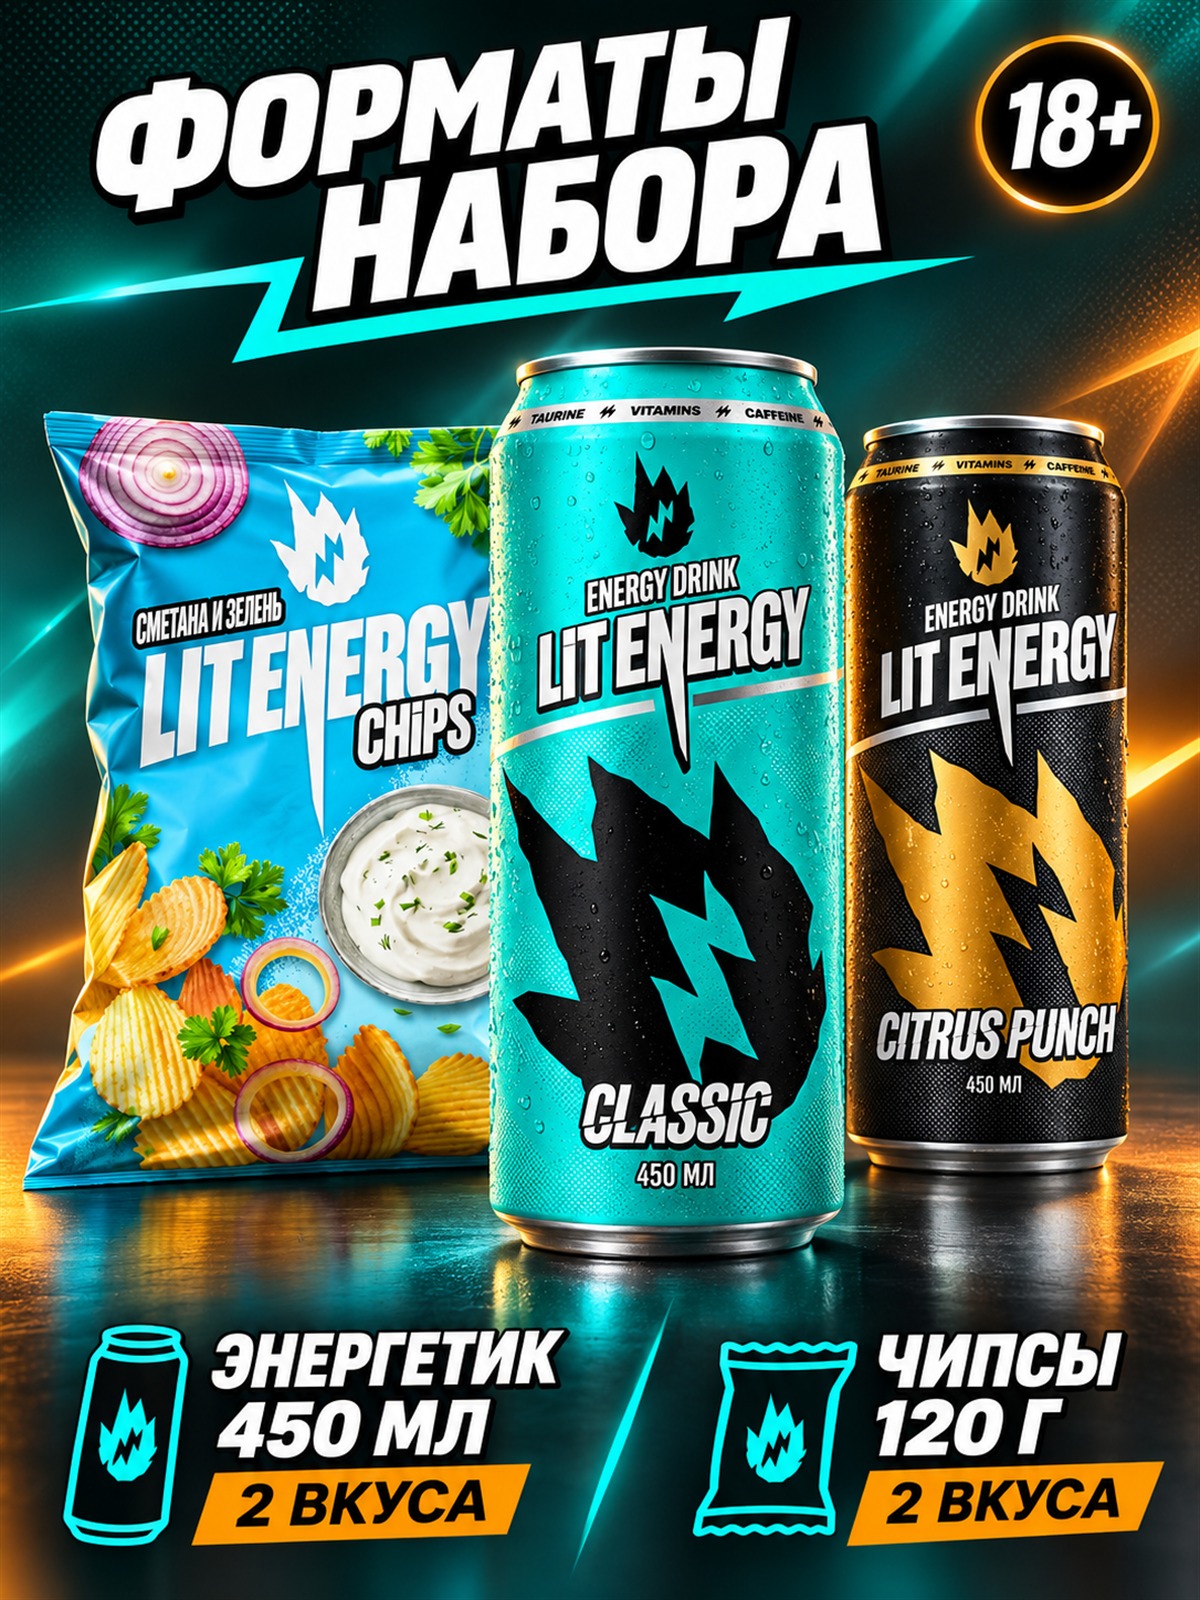 ФОРМАТЫ
НАБОРА
18+
TAURINE VITAMINS CAFFEINE
ENERGY DRINK
LIT ENERGY
CLASSIC
450 МЛ
TAURINE VITAMINS CAFFEINE
ENERGY DRINK
LIT ENERGY
CITRUS PUNCH
450 МЛ
СМЕТАНА И ЗЕЛЕНЬ
LIT ENERGY
CHIPS
ЭНЕРГЕТИК
450 МЛ
2 ВКУСА
ЧИПСЫ
120 Г
2 ВКУСА